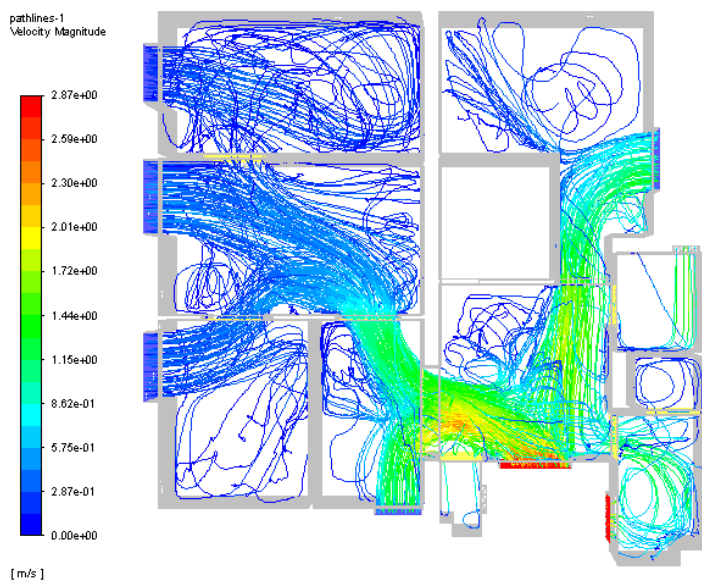 pathlines-1
Velocity Magnitude
2.87e+00
2.59e+00
2.30e+00
2.01e+00
1.72e+00
1.44e+00
1.15e+00
8.62e-01
5.75e-01
2.87e-01
0.00e+00
[ m/s ]